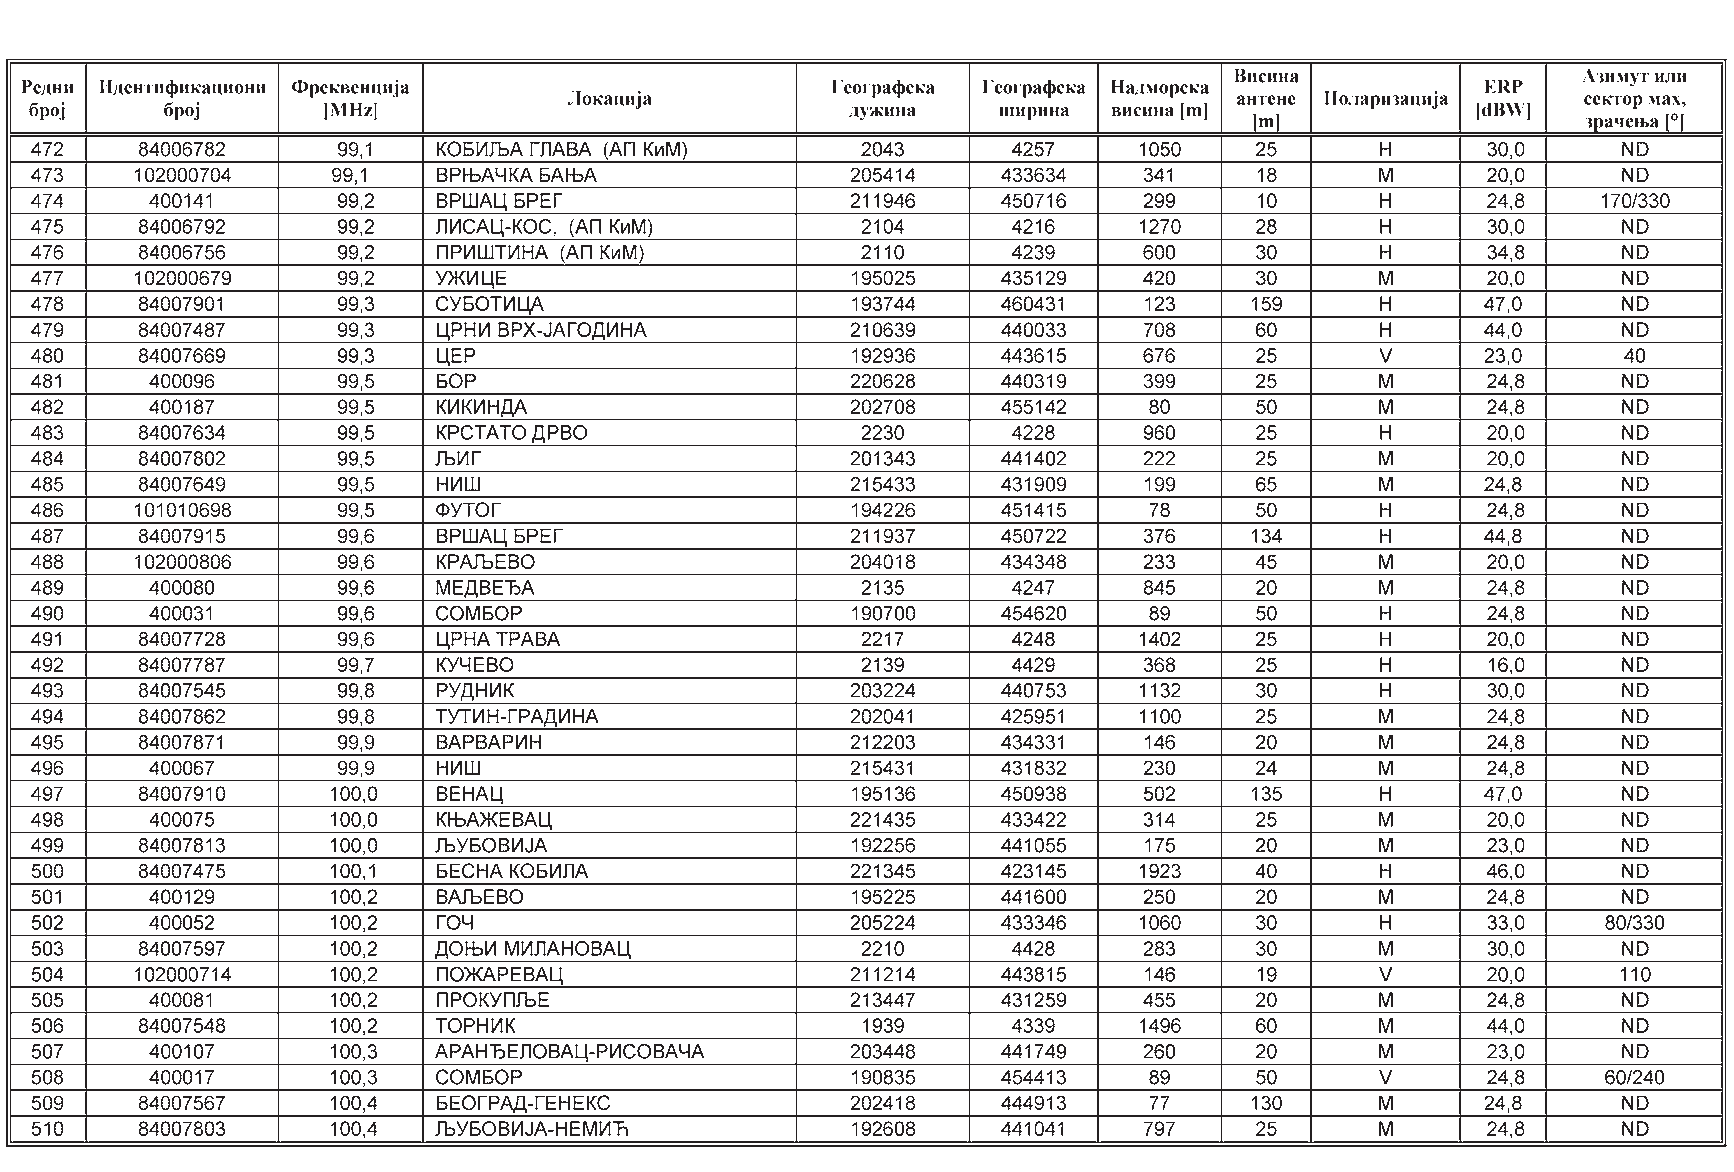 Редни број Идентификациони број Фреквенција [MHz] Локација Географска дужина Географска ширина Надморска висина [m] Висина антене [m] Поларизација ERP [dBW] Азимут или сектор мах, зрачења [°]
472 84006782 99,1 КОБИЉА ГЛАВА (АП КиМ) 2043 4257 1050 25 H 30,0 ND
473 102000704 99,1 ВРЊАЧКА БАЊА 205414 433634 341 18 M 20,0 ND
474 400141 99,2 ВРШАЦ БРЕГ 211946 450716 299 10 H 24,8 170/330
475 84006792 99,2 ЛИСАЦ-КОС, (АП КиМ) 2104 4216 1270 28 H 30,0 ND
476 84006756 99,2 ПРИШТИНА (АП КиМ) 2110 4239 600 30 H 34,8 ND
477 102000679 99,2 УЖИЦЕ 195025 435129 420 30 M 20,0 ND
478 84007901 99,3 СУБОТИЦА 193744 460431 123 159 H 47,0 ND
479 84007487 99,3 ЦРНИ ВРХ-ЈАГОДИНА 210639 440033 708 60 H 44,0 ND
480 84007669 99,3 ЦЕР 192936 443615 676 25 V 23,0 40
481 400096 99,5 БОР 220628 440319 399 25 M 24,8 ND
482 400187 99,5 КИКИНДА 202708 455142 80 50 M 24,8 ND
483 84007634 99,5 КРСТАТО ДРВО 2230 4228 960 25 H 20,0 ND
484 84007802 99,5 ЉИГ 201343 441402 222 25 M 20,0 ND
485 84007649 99,5 НИШ 215433 431909 199 65 M 24,8 ND
486 101010698 99,5 ФУТОГ 194226 451415 78 50 H 24,8 ND
487 84007915 99,6 ВРШАЦ БРЕГ 211937 450722 376 134 H 44,8 ND
488 102000806 99,6 КРАЉЕВО 204018 434348 233 45 M 20,0 ND
489 400080 99,6 МЕДВЕЂА 2135 4247 845 20 M 24,8 ND
490 400031 99,6 СОМБОР 190700 454620 89 50 H 24,8 ND
491 84007728 99,6 ЦРНА ТРАВА 2217 4248 1402 25 H 20,0 ND
492 84007787 99,7 КУЧЕВО 2139 4429 368 25 H 16,0 ND
493 84007545 99,8 РУДНИК 203224 440753 1132 30 H 30,0 ND
494 84007862 99,8 ТУТИН-ГРАДИНА 202041 425951 1100 25 M 24,8 ND
495 84007871 99,9 ВАРВАРИН 212203 434331 146 20 M 24,8 ND
496 400067 99,9 НИШ 215431 431832 230 24 M 24,8 ND
497 84007910 100,0 ВЕНАЦ 195136 450938 502 135 H 47,0 ND
498 400075 100,0 КЊАЖЕВАЦ 221435 433422 314 25 M 20,0 ND
499 84007813 100,0 ЉУБОВИЈА 192256 441055 175 20 M 23,0 ND
500 84007475 100,1 БЕСНА КОБИЛА 221345 423145 1923 40 H 46,0 ND
501 400129 100,2 ВАЉЕВО 195225 441600 250 20 M 24,8 ND
502 400052 100,2 ГОЧ 205224 433346 1060 30 H 33,0 80/330
503 84007597 100,2 ДОЊИ МИЛАНОВАЦ 2210 4428 283 30 M 30,0 ND
504 102000714 100,2 ПОЖАРЕВАЦ 211214 443815 146 19 V 20,0 110
505 400081 100,2 ПРОКУПЉЕ 213447 431259 455 20 M 24,8 ND
506 84007548 100,2 ТОРНИК 1939 4339 1496 60 M 44,0 ND
507 400107 100,3 АРАНЂЕЛОВАЦ-РИСОВАЧА 203448 441749 260 20 M 23,0 ND
508 400017 100,3 СОМБОР 190835 454413 89 50 V 24,8 60/240
509 84007567 100,4 БЕОГРАД-ГЕНЕКС 202418 444913 77 130 M 24,8 ND
510 84007803 100,4 ЉУБОВИЈА-НЕМИЋ 192608 441041 797 25 M 24,8 ND